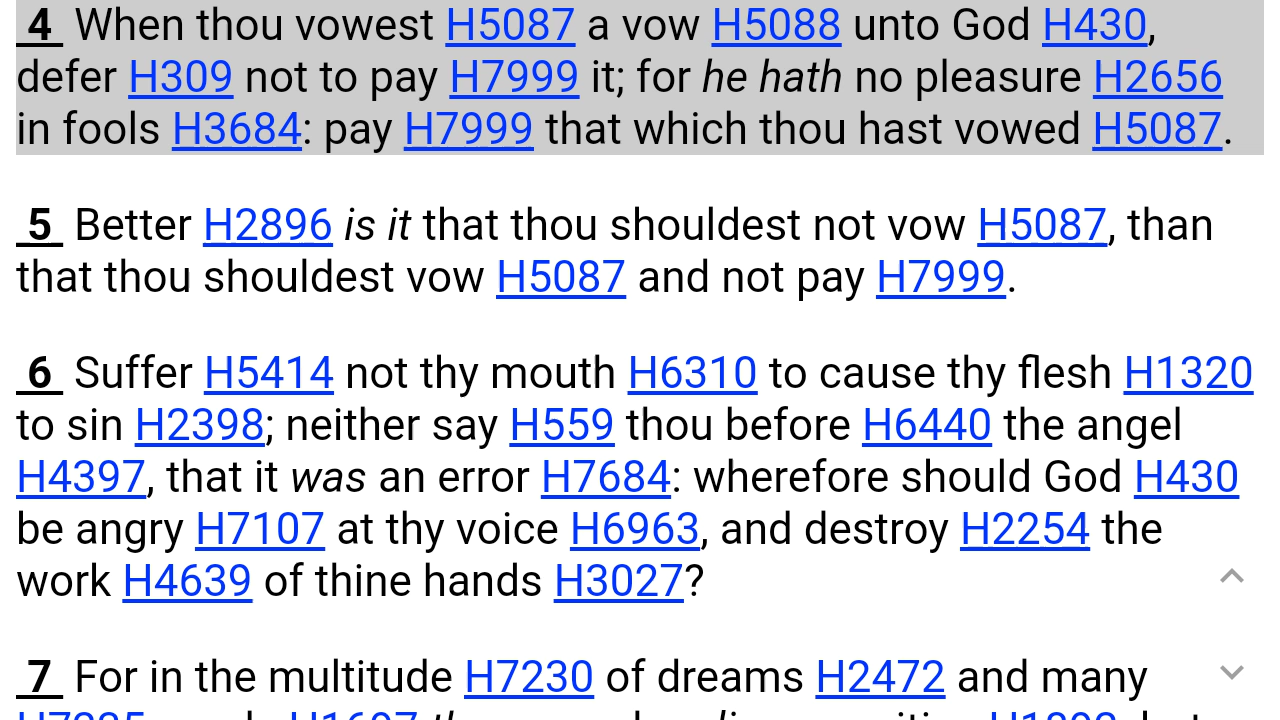 4 When thou vowest H5087 a vow H5088 unto God H430,
defer H309 not to pay H7999 it; for he hath no pleasure H2656
in fools H3684: pay H7999 that which thou hast vowed H5087.
5 Better H2896 is it that thou shouldest not vow H5087, than
that thou shouldest vow H5087 and not pay H7999.
6 Suffer H5414 not thy mouth H6310 to cause thy flesh H1320
to sin H2398; neither say H559 thou before H6440 the angel
H4397, that it was an error H7684: wherefore should God H430
be angry H7107 at thy voice H6963, and destroy H2254 the
work H4639 of thine hands H3027?
7 For in the multitude H7230 of dreams H2472 and many